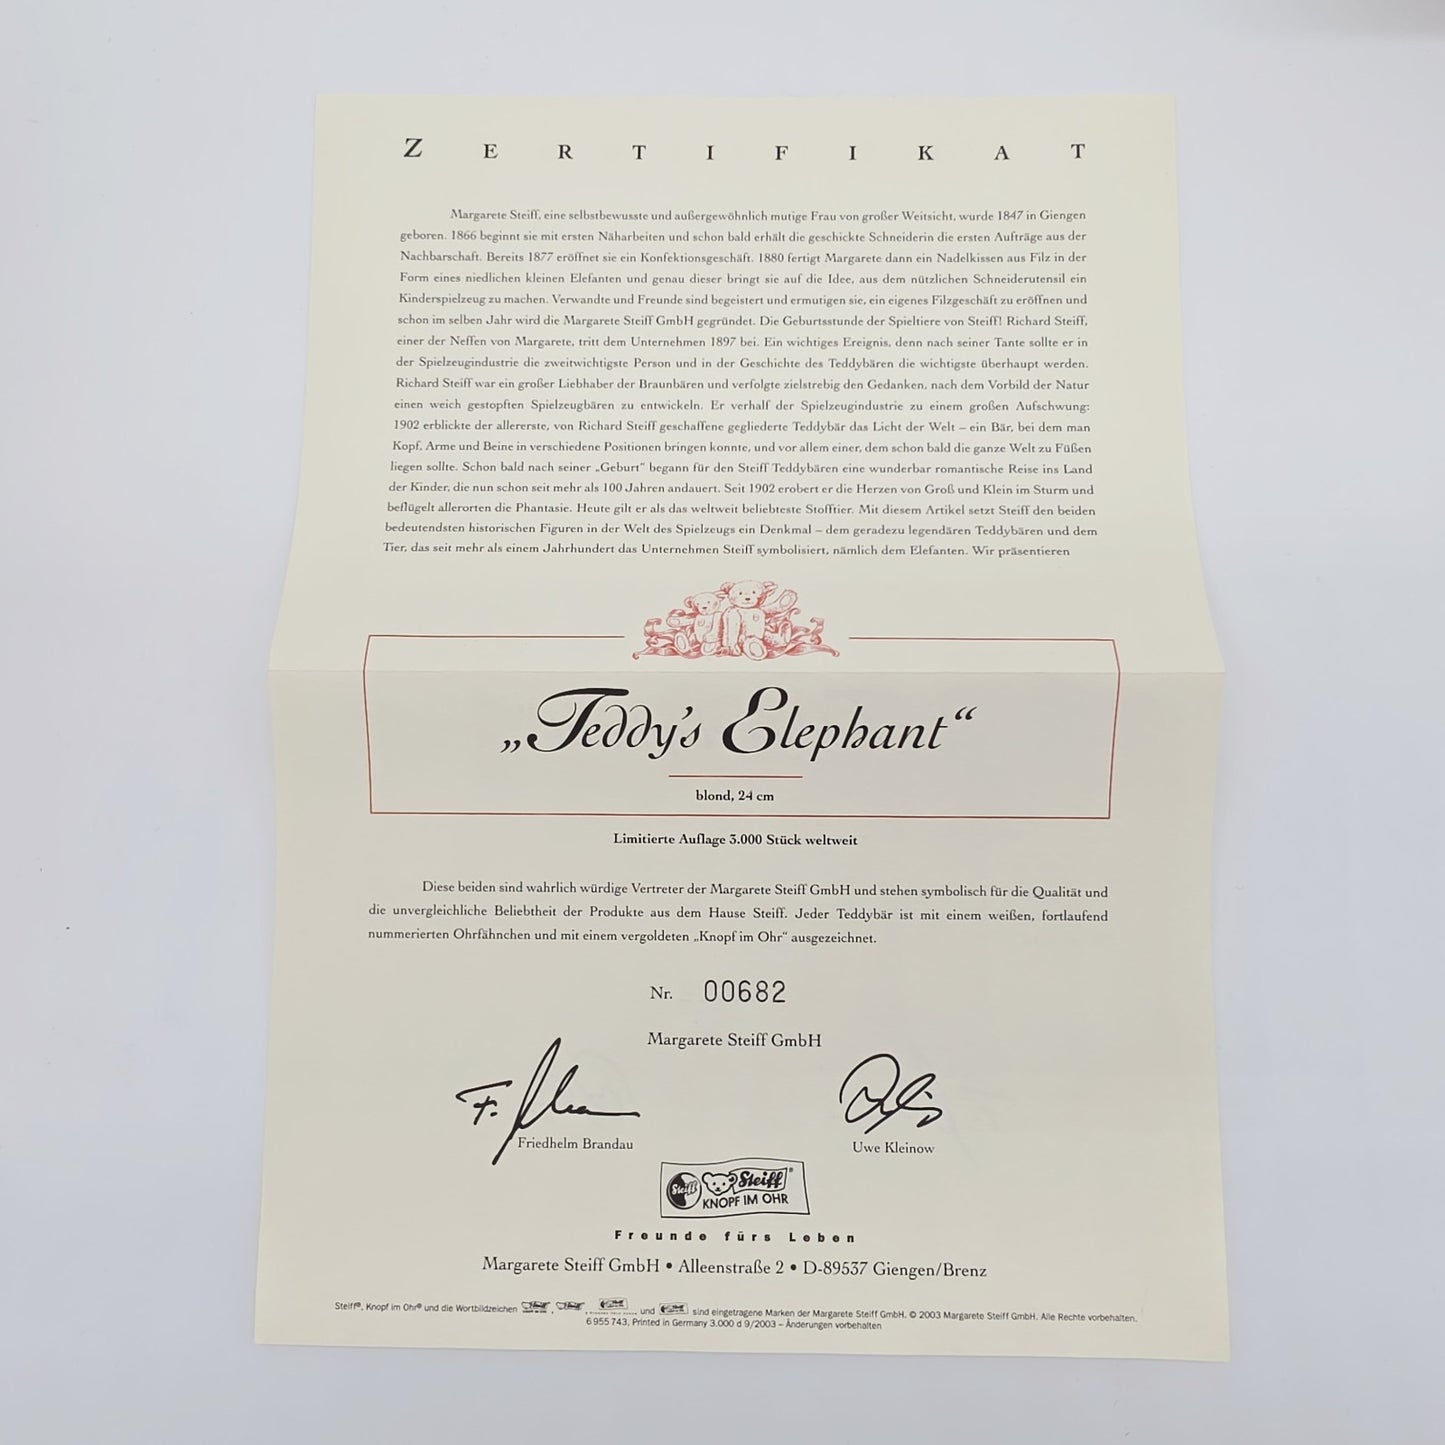 ZERTIFIKAT
Margarete Steiff, eine selbstbewusste und außergewöhnlich mutige Frau von großer Weitsicht, wurde 1847 in Giengen
geboren. 1866 beginnt sie mit ersten Näharbeiten und schon bald erhält die geschickte Schneiderin die ersten Aufträge aus der
Nachbarschaft. Bereits 1877 eröffnet sie ein Konfektionsgeschäft. 1880 fertigt Margarete dann ein Nadelkissen aus Filz in der
Form eines niedlichen kleinen Elefanten und genau dieser bringt sie auf die Idee, aus dem nützlichen Schneiderutensil ein
Kinderspielzeug zu machen. Verwandte und Freunde sind begeistert und ermutigen sie, ein eigenes Filzgeschäft zu eröffnen und
schon im selben Jahr wird die Margarete Steiff GmbH gegründet. Die Geburtsstunde der Spieltiere von Steiff! Richard Steiff,
einer der Neffen von Margarete, tritt dem Unternehmen 1897 bei. Ein wichtiges Ereignis, denn nach seiner Tante sollte er in
der Spielzeugindustrie die zweitwichtigste Person und in der Geschichte des Teddybären die wichtigste überhaupt werden.
Richard Steiff war ein großer Liebhaber der Braunbären und verfolgte zielstrebig den Gedanken, nach dem Vorbild der Natur
einen weich gestopften Spielzeugbären zu entwickeln. Er verhalf der Spielzeugindustrie zu einem großen Aufschwung:
1902 erblickte der allererste, von Richard Steiff geschaffene gegliederte Teddybär das Licht der Welt – ein Bär, bei dem man
Kopf, Arme und Beine in verschiedene Positionen bringen konnte, und vor allem einer, dem schon bald die ganze Welt zu Füßen
liegen sollte. Schon bald nach seiner „Geburt“ begann für den Steiff Teddybären eine wunderbar romantische Reise ins Land
der Kinder, die nun schon seit mehr als 100 Jahren andauert. Seit 1902 erobert er die Herzen von Groß und Klein im Sturm und
beflügelt allerorten die Phantasie. Heute gilt er als das weltweit beliebteste Stofftier. Mit diesem Artikel setzt Steiff den beiden
bedeutendsten historischen Figuren in der Welt des Spielzeugs ein Denkmal – dem geradezu legendären Teddybären und dem
Tier, das seit mehr als einem Jahrhundert das Unternehmen Steiff symbolisiert, nämlich dem Elefanten. Wir präsentieren
„Teddy's Elephant“
blond, 24 cm
Limitierte Auflage 3.000 Stück weltweit
Diese beiden sind wahrlich würdige Vertreter der Margarete Steiff GmbH und stehen symbolisch für die Qualität und
die unvergleichliche Beliebtheit der Produkte aus dem Hause Steiff. Jeder Teddybär ist mit einem weißen, fortlaufend
nummerierten Ohrfähnchen und mit einem vergoldeten „Knopf im Ohr“ ausgezeichnet.
Nr. 00682
Margarete Steiff GmbH
Friedhelm Brandau
Uwe Kleinow
Steiff Steiff®
KNOPF IM OHR
Freunde fürs Leben
Margarete Steiff GmbH • Alleenstraße 2 • D-89537 Giengen/Brenz
Steiff®, Knopf im Ohr® und die Wortbildzeichen , , und sind eingetragene Marken der Margarete Steiff GmbH. © 2003 Margarete Steiff GmbH. Alle Rechte vorbehalten.
6 955 743, Printed in Germany 3.000 d 9/2003 – Änderungen vorbehalten